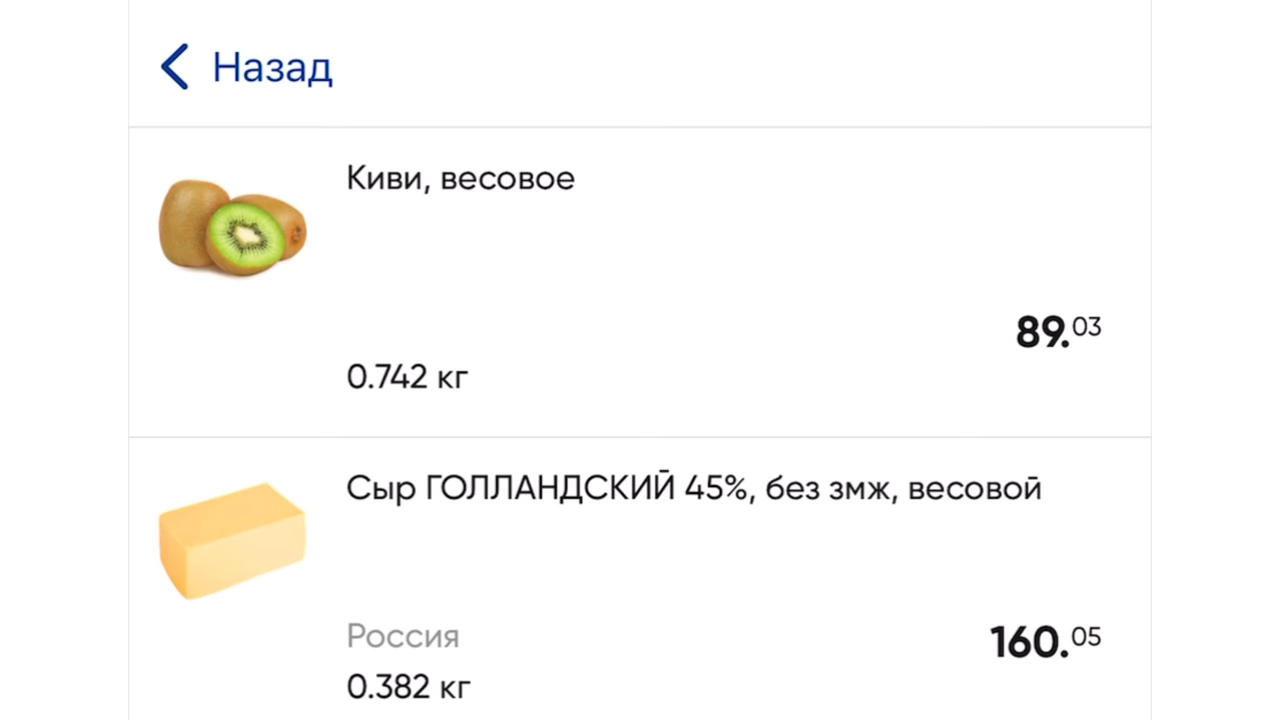 Назад
Киви, весовое
89.03
0.742 кг
Сыр ГОЛЛАНДСКИЙ 45%, без змж, весовой
Россия
160.05
0.382 кг